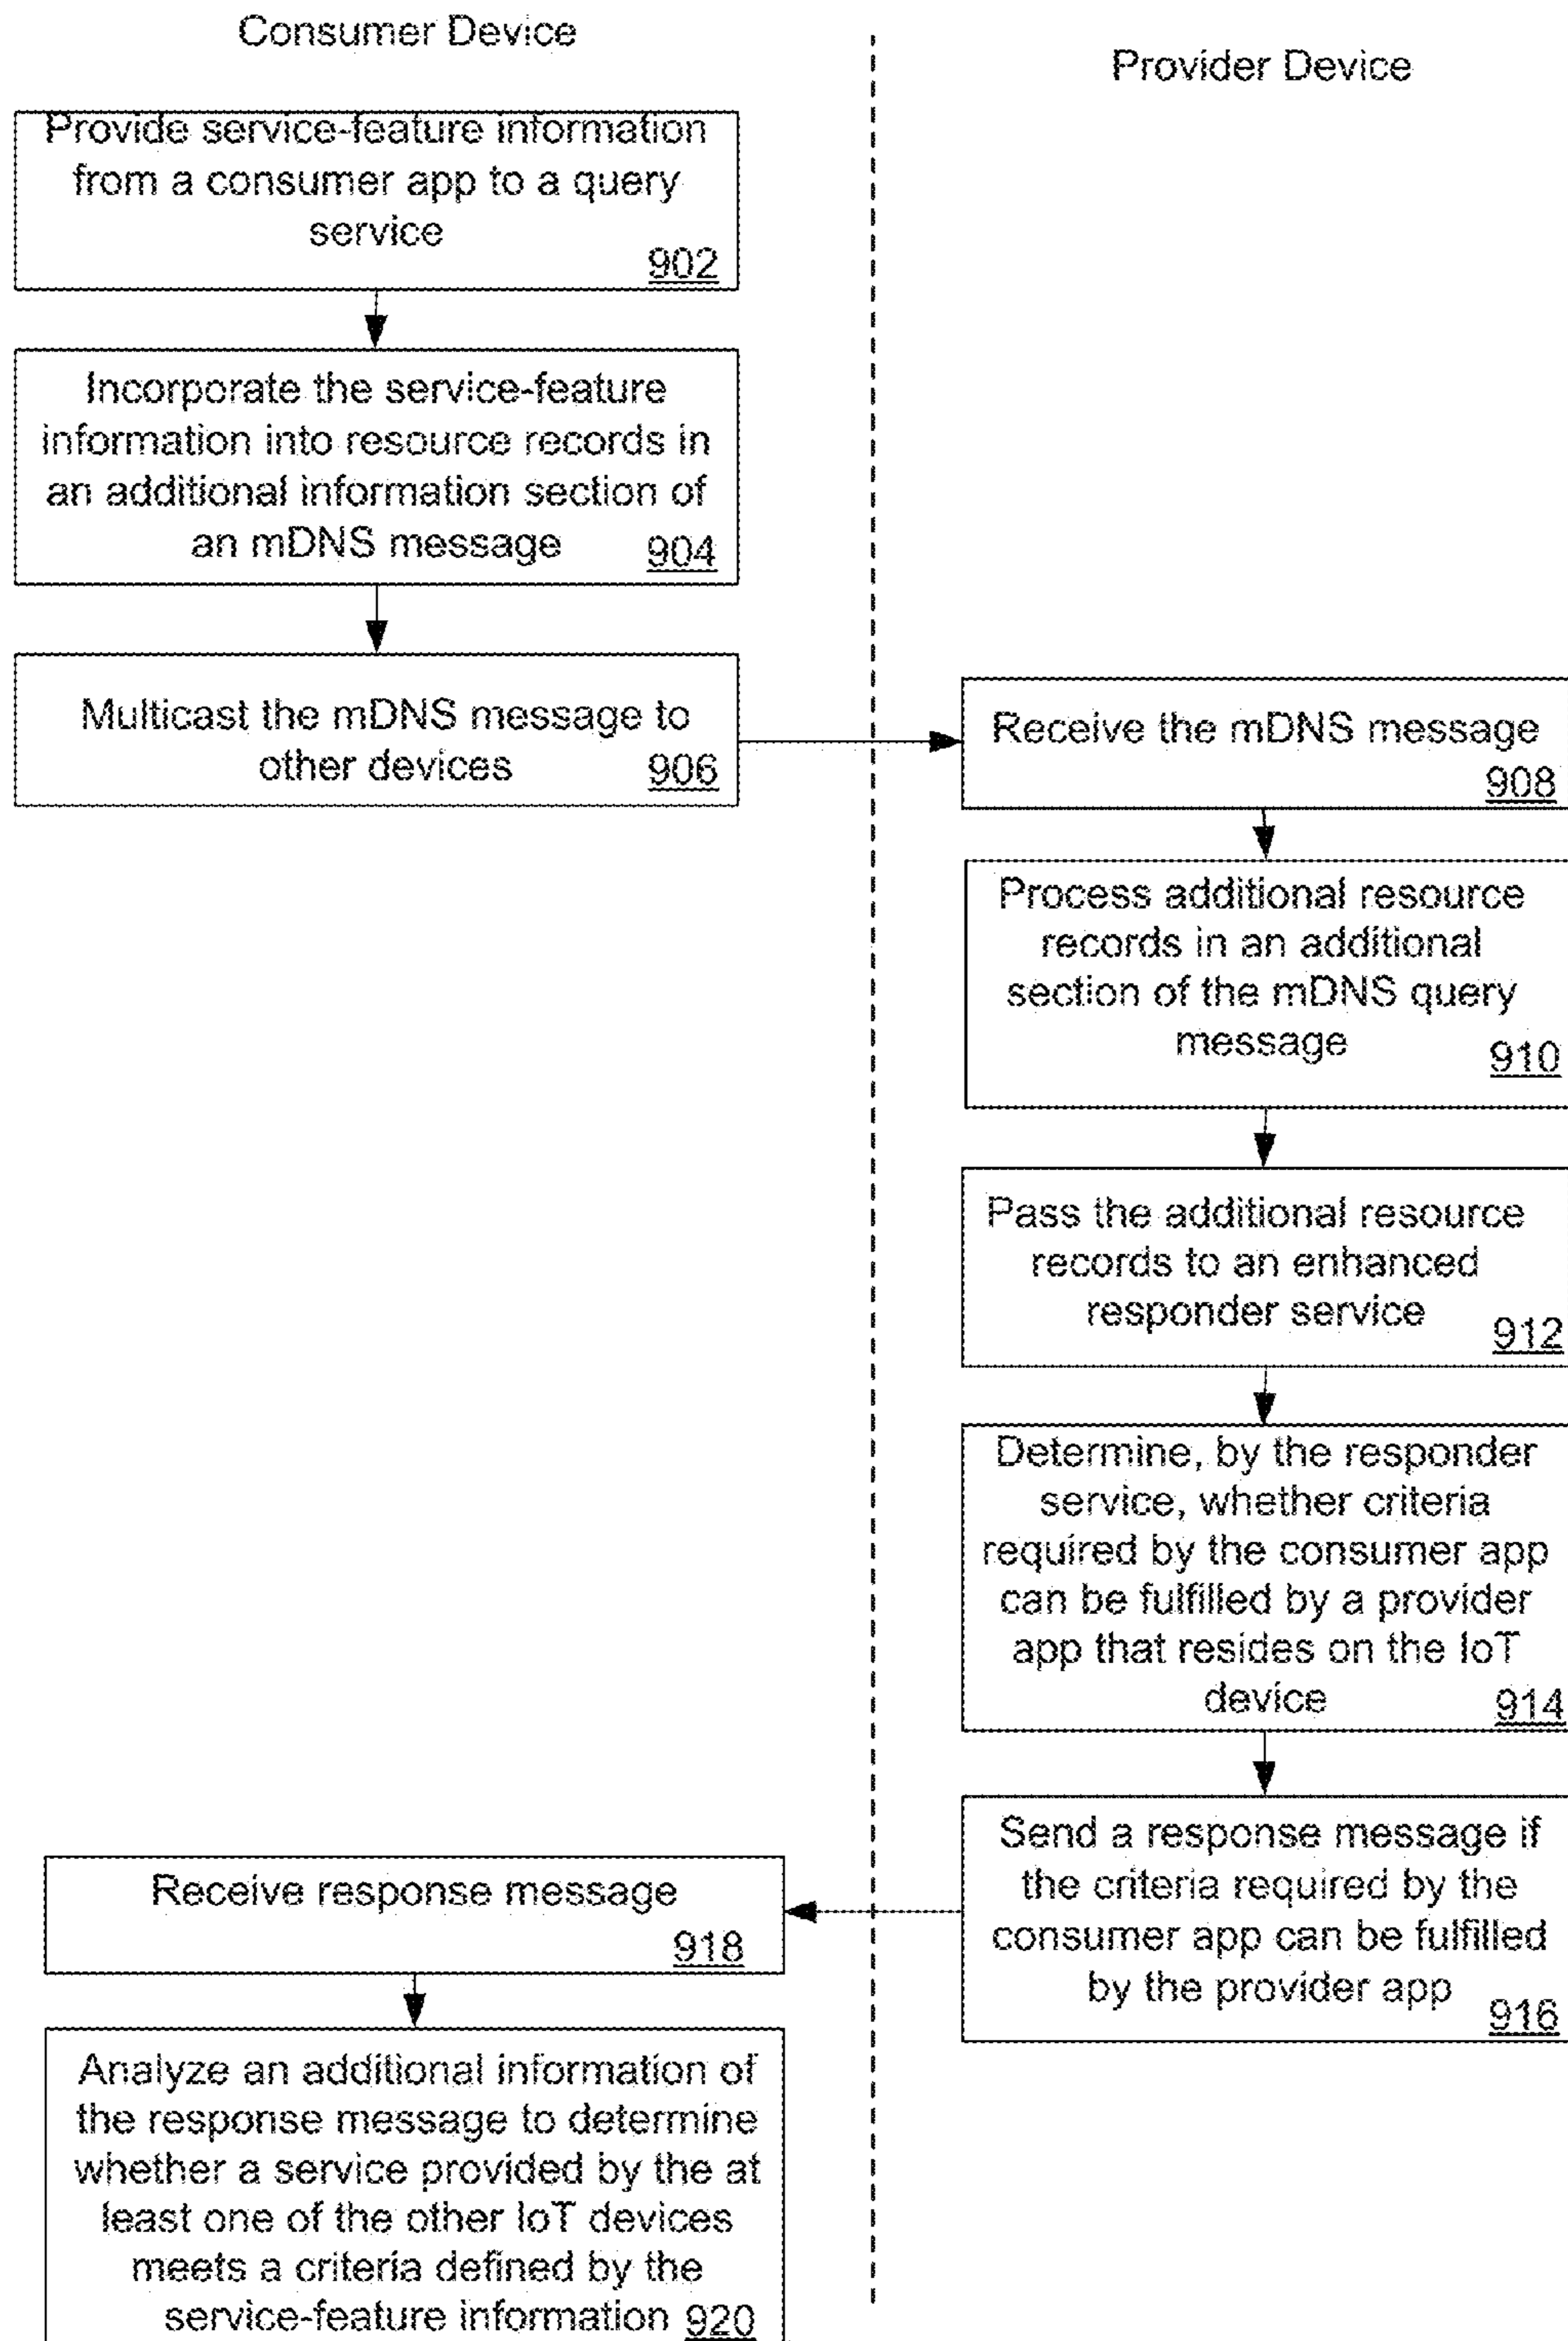 Consumer Device
Provider Device
Provide service-feature information
from a consumer app to a query
service
902
Incorporate the service-feature
information into resource records in
an additional information section of
an mDNS message
904
Multicast the mDNS message to
other devices
906
Receive the mDNS message
908
Process additional resource
records in an additional
section of the mDNS query
message
910
Pass the additional resource
records to an enhanced
responder service
912
Determine, by the responder
service, whether criteria
required by the consumer app
can be fulfilled by a provider
app that resides on the IoT
device
914
Send a response message if
the criteria required by the
consumer app can be fulfilled
by the provider app
916
Receive response message
918
Analyze an additional information of
the response message to determine
whether a service provided by the at
least one of the other IoT devices
meets a criteria defined by the
service-feature information
920